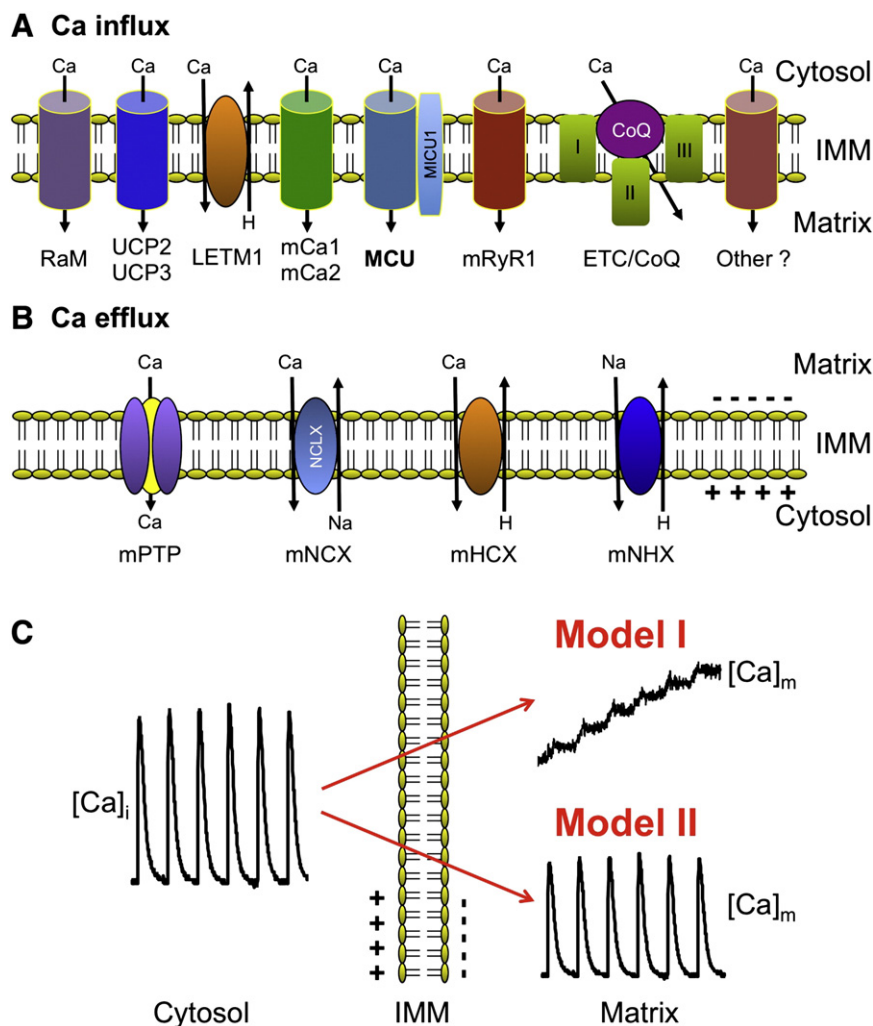 A Ca influx
Ca Ca Ca Ca Ca Ca Ca Ca
Cytosol
IMM
Matrix
MICU1
I CoQ III
II
H
RaM
UCP2
UCP3
LETM1
mCa1
mCa2
MCU
mRyR1
ETC/CoQ
Other ?
B Ca efflux
Ca Ca Ca Na
Matrix
- - - - -
NCLX
IMM
+ + + +
Cytosol
Ca Na H H
mPTP mNCX mHCX mNHX
C
Model I
[Ca]m
[Ca]i
Model II
[Ca]m
+
+
+
+
- - - - -
Cytosol IMM Matrix